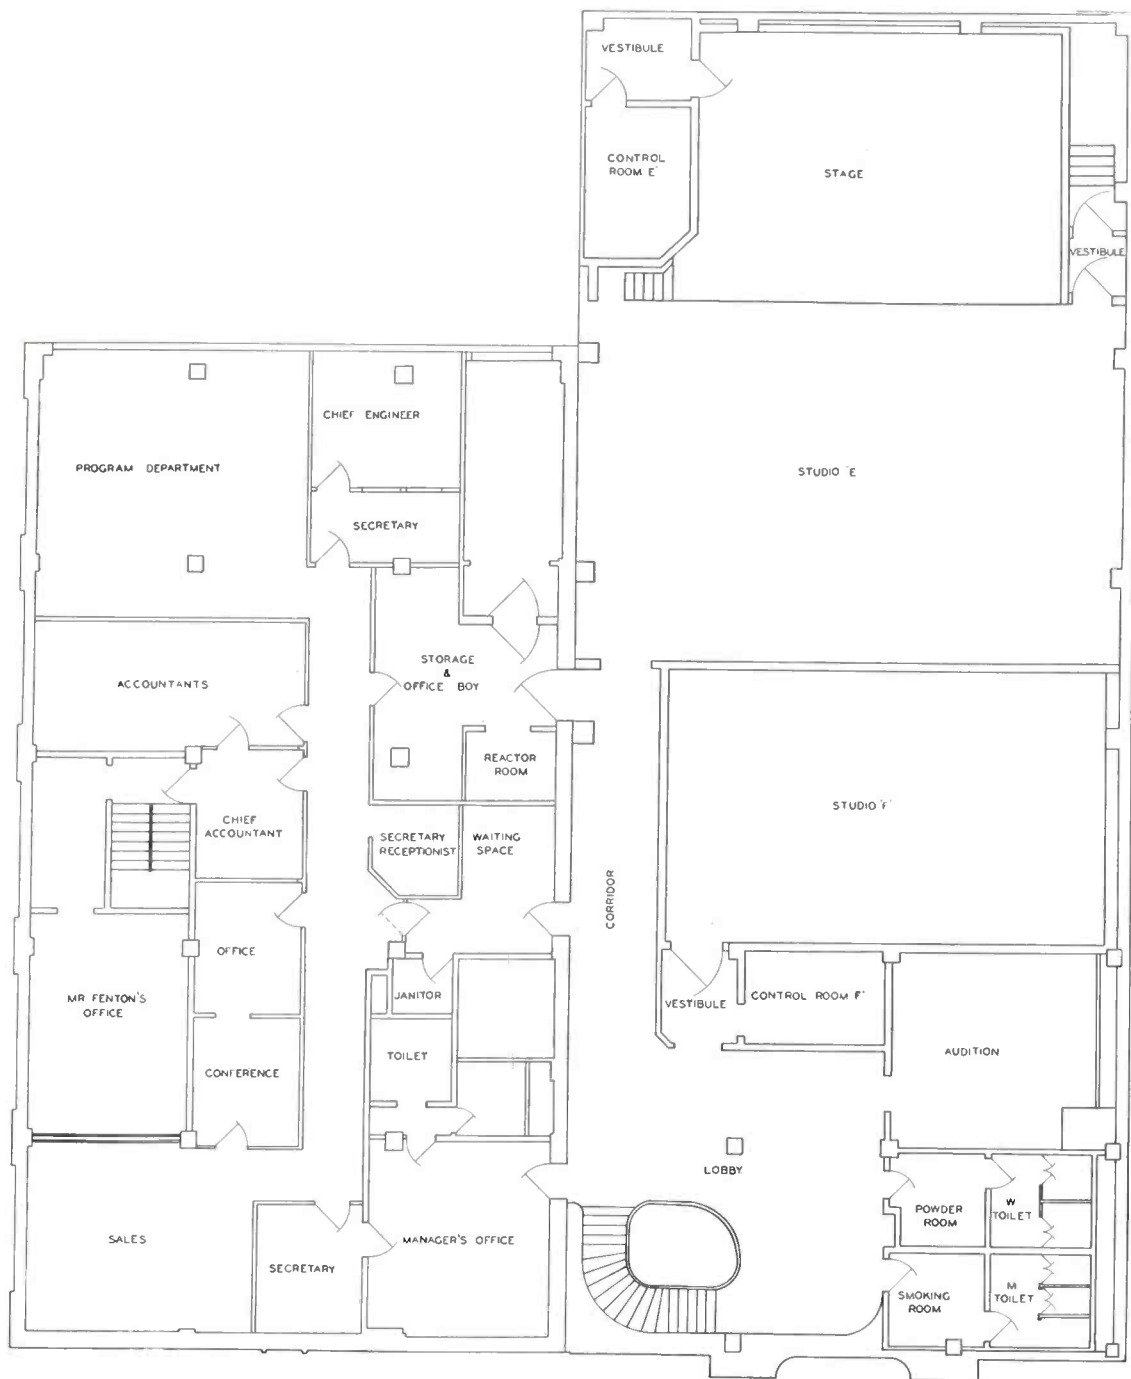 VESTIBULE
CONTROL
ROOM E'
STAGE
VESTIBULE
CHIEF ENGINEER
PROGRAM DEPARTMENT
STUDIO 'E
SECRETARY
STORAGE
&
OFFICE BOY
ACCOUNTANTS
REACTOR
ROOM
STUDIO 'F'
CHIEF
ACCOUNTANT
SECRETARY
RECEPTIONIST
WAITING
SPACE
CORRIDOR
OFFICE
MR FENTON'S
OFFICE
JANITOR
VESTIBULE
CONTROL ROOM F'
TOILET
AUDITION
CONFERENCE
LOBBY
POWDER
ROOM
W
TOILET
SALES
MANAGER'S OFFICE
SECRETARY
SMOKING
ROOM
M
TOILET